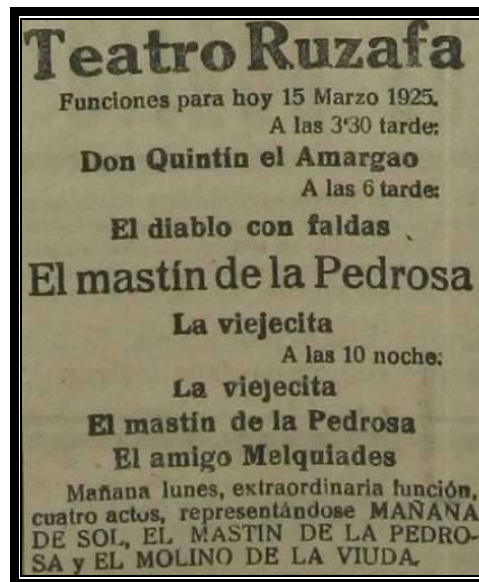 Teatro Ruzafa
Funciones para hoy 15 Marzo 1925.
A las 3'30 tarde:
Don Quintín el Amargao
A las 6 tarde:
El diablo con faldas
El mastín de la Pedrosa
La viejecita
A las 10 noche:
La viejecita
El mastín de la Pedrosa
El amigo Melquiades
Mañana lunes, extraordinaria función,
cuatro actos, representándose MAÑANA
DE SOL, EL MASTIN DE LA PEDRO-
SA y EL MOLINO DE LA VIUDA.